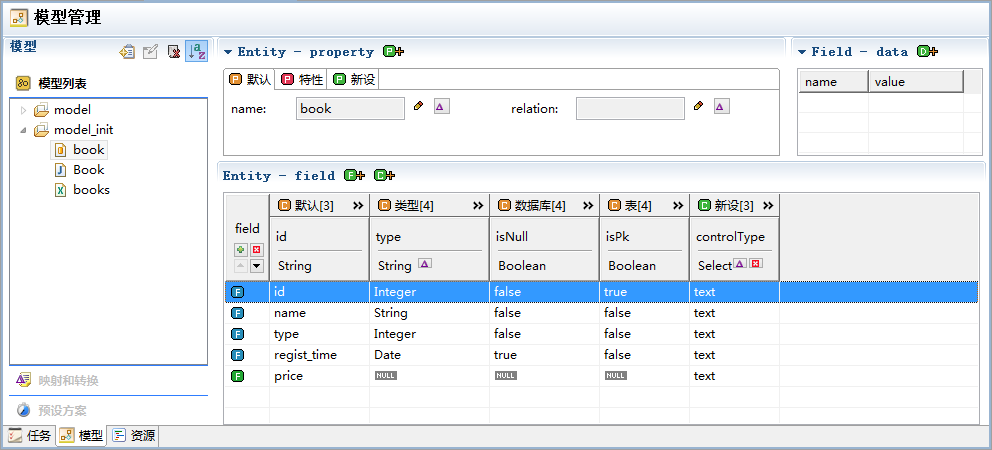 模型管理
模型
模型列表
model
model_init
book
Book
books
映射和转换
预设方案
Entity - property
默认 特性 新设
name: book relation:
Field - data
name value
Entity - field
field
默认[3] 类型[4] 数据库[4] 表[4] 新设[3]
id type isNull isPk controlType
String String Boolean Boolean Select
id Integer false true text
name String false false text
type Integer false false text
regist_time Date true false text
price NULL NULL NULL text
任务 模型 资源